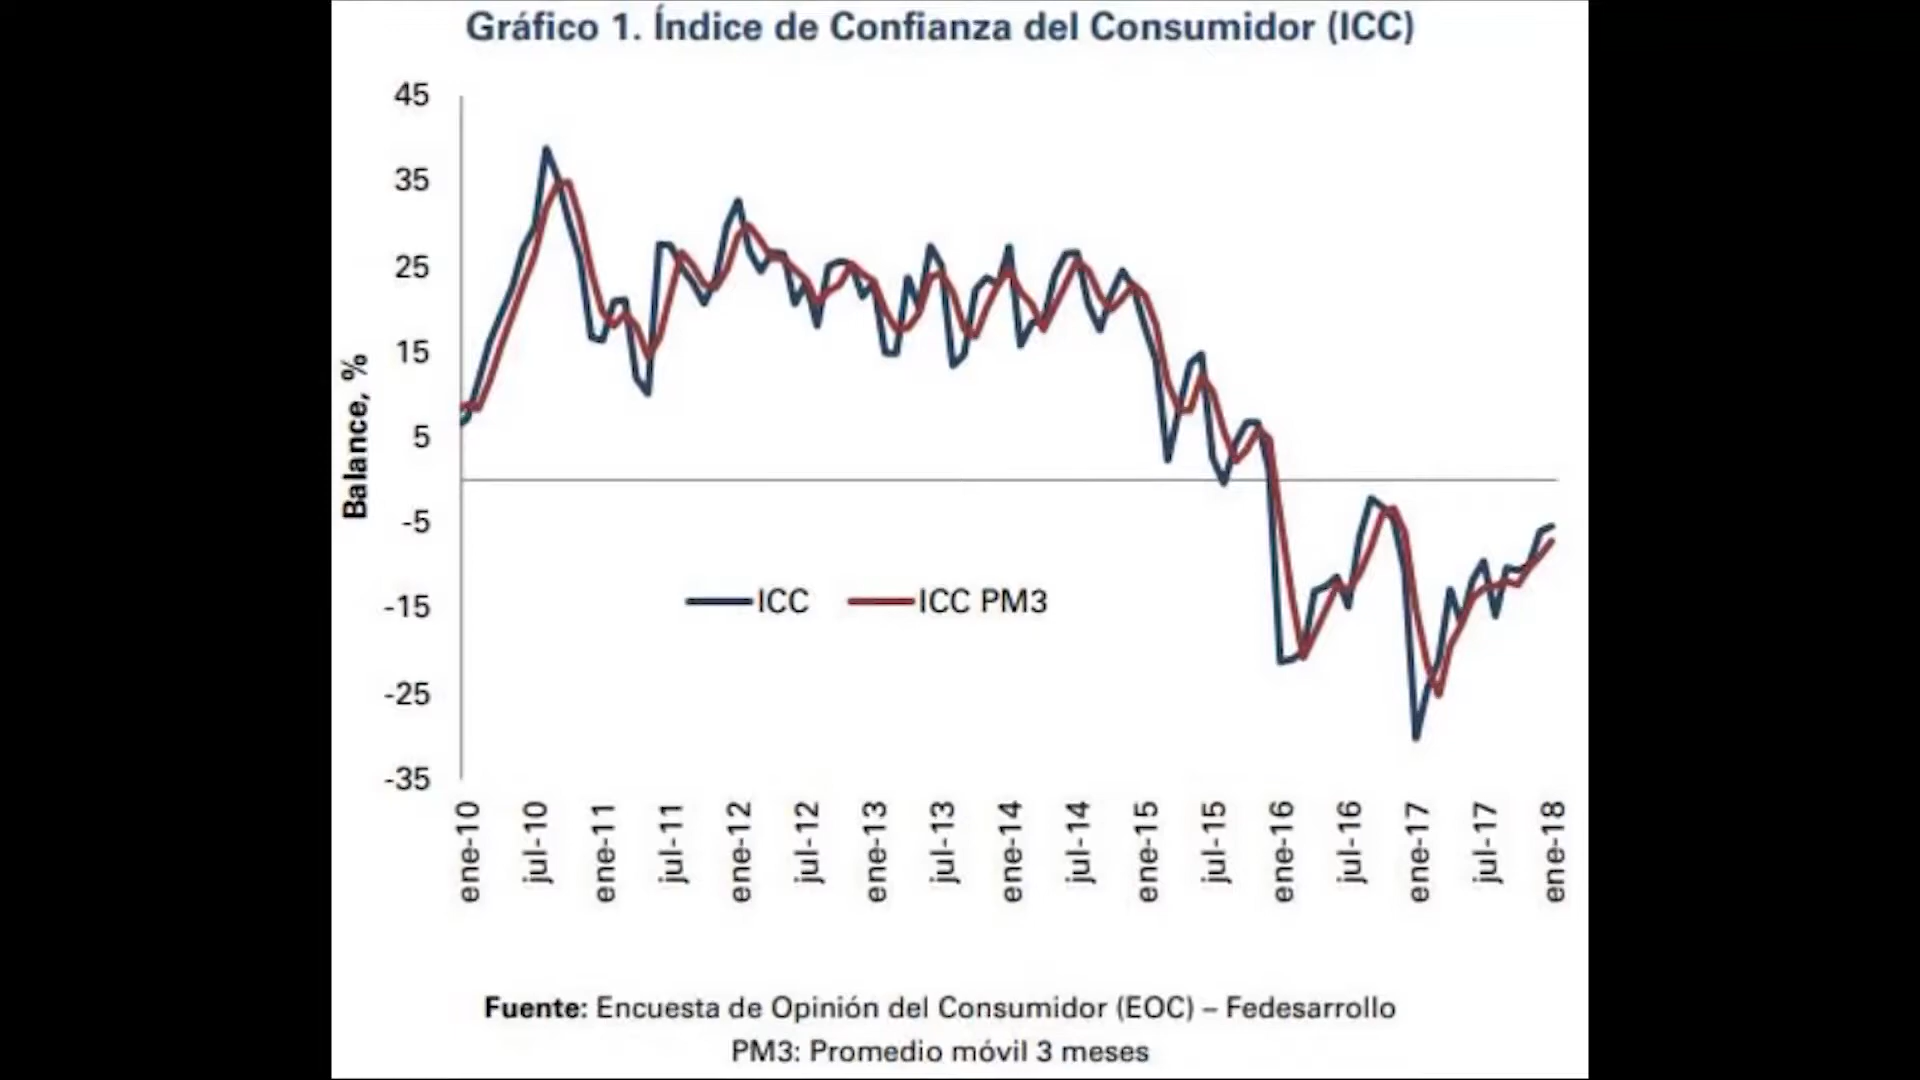 Gráfico 1. Índice de Confianza del Consumidor (ICC)
Balance, %
45
35
25
15
5
-5
-15
-25
-35
ICC
ICC PM3
ene-10
jul-10
ene-11
jul-11
ene-12
jul-12
ene-13
jul-13
ene-14
jul-14
ene-15
jul-15
ene-16
jul-16
ene-17
jul-17
ene-18
Fuente: Encuesta de Opinión del Consumidor (EOC) – Fedesarrollo
PM3: Promedio móvil 3 meses